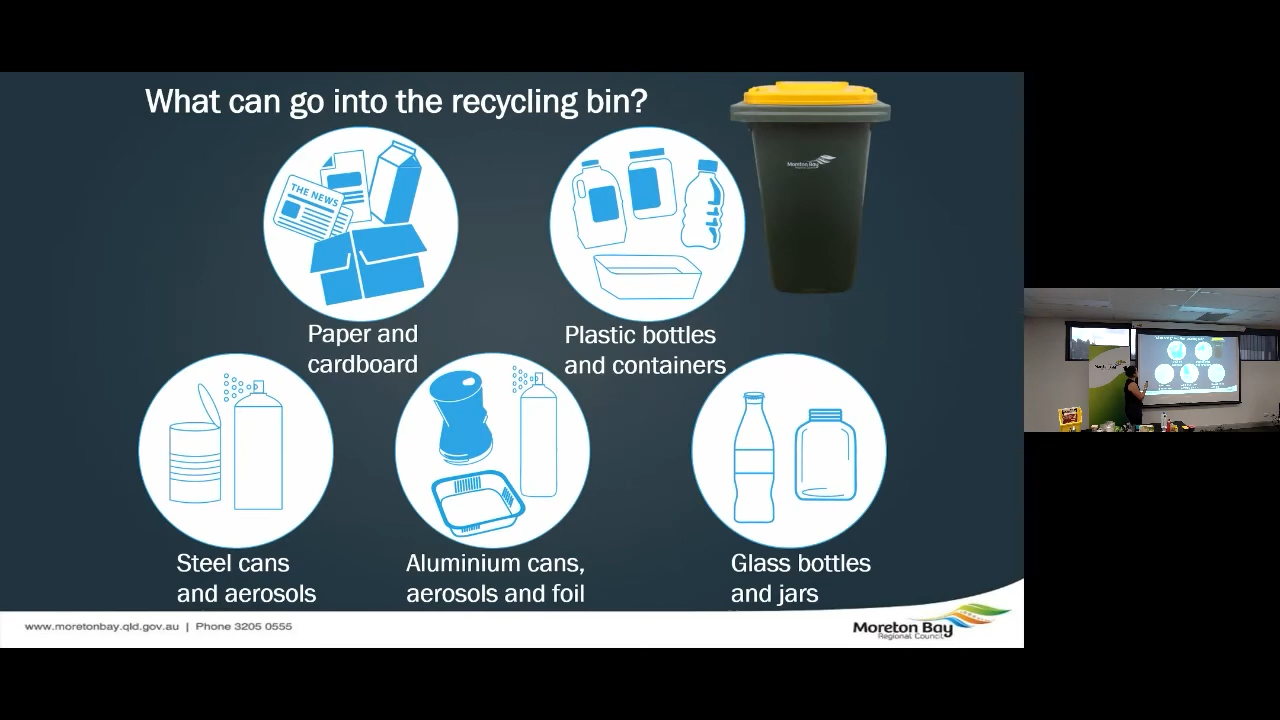 What can go into the recycling bin?
Moreton Bay
THE NEWS
Paper and
cardboard
Plastic bottles
and containers
Steel cans
and aerosols
Aluminium cans,
aerosols and foil
Glass bottles
and jars
www.moretonbay.qld.gov.au | Phone 3205 0555
Moreton Bay
Regional Council